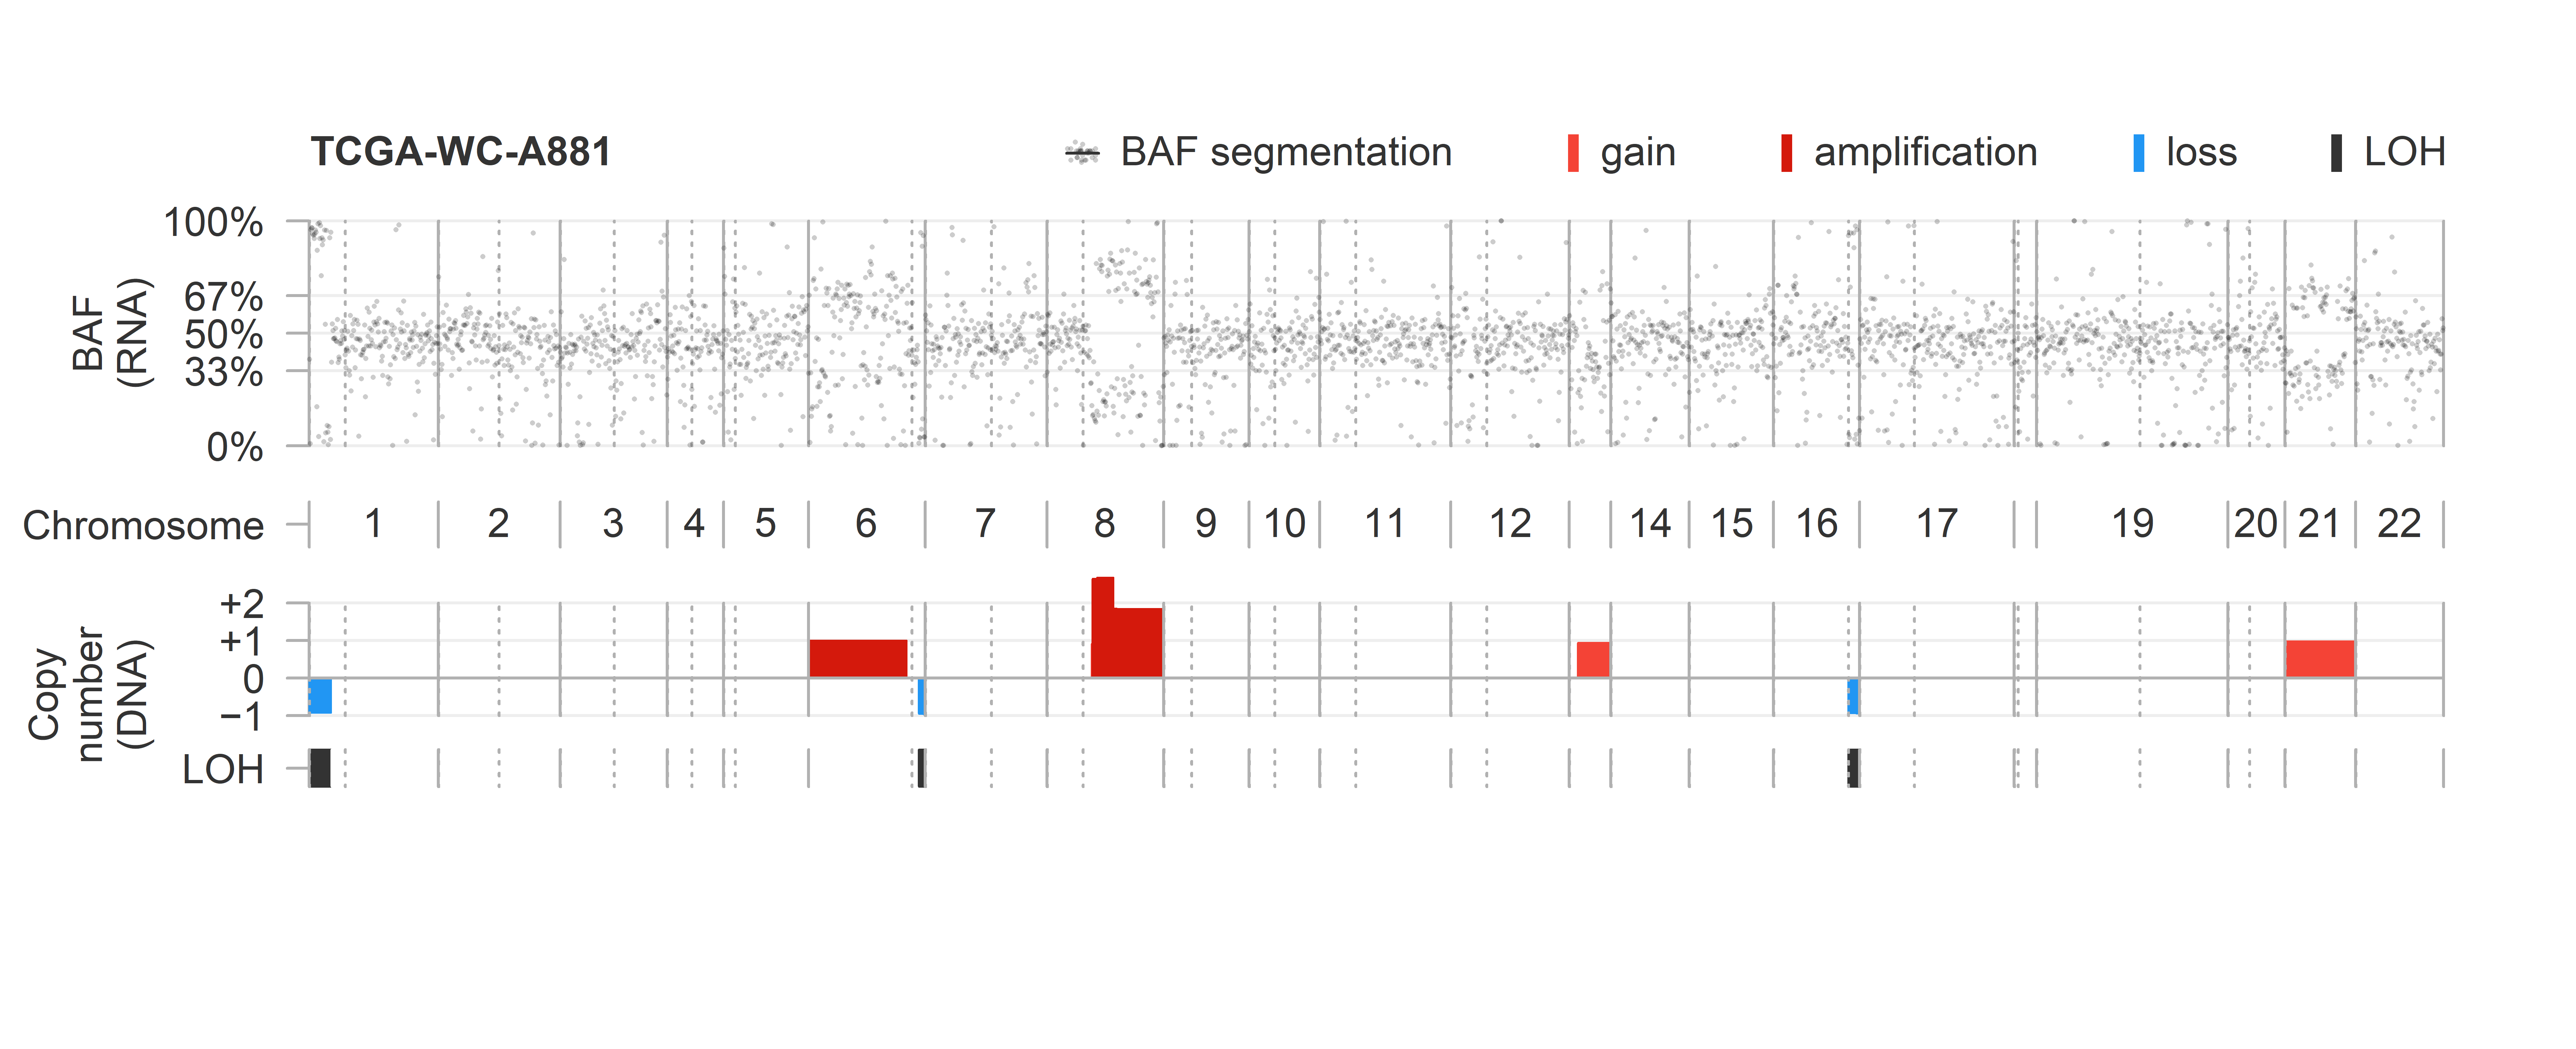 TCGA-WC-A881
BAF segmentation gain amplification loss LOH
BAF
(RNA)
100%
67%
50%
33%
0%
Chromosome 1 2 3 4 5 6 7 8 9 10 11 12 14 15 16 17 19 20 21 22
Copy
number
(DNA)
+2
+1
0
−1
LOH